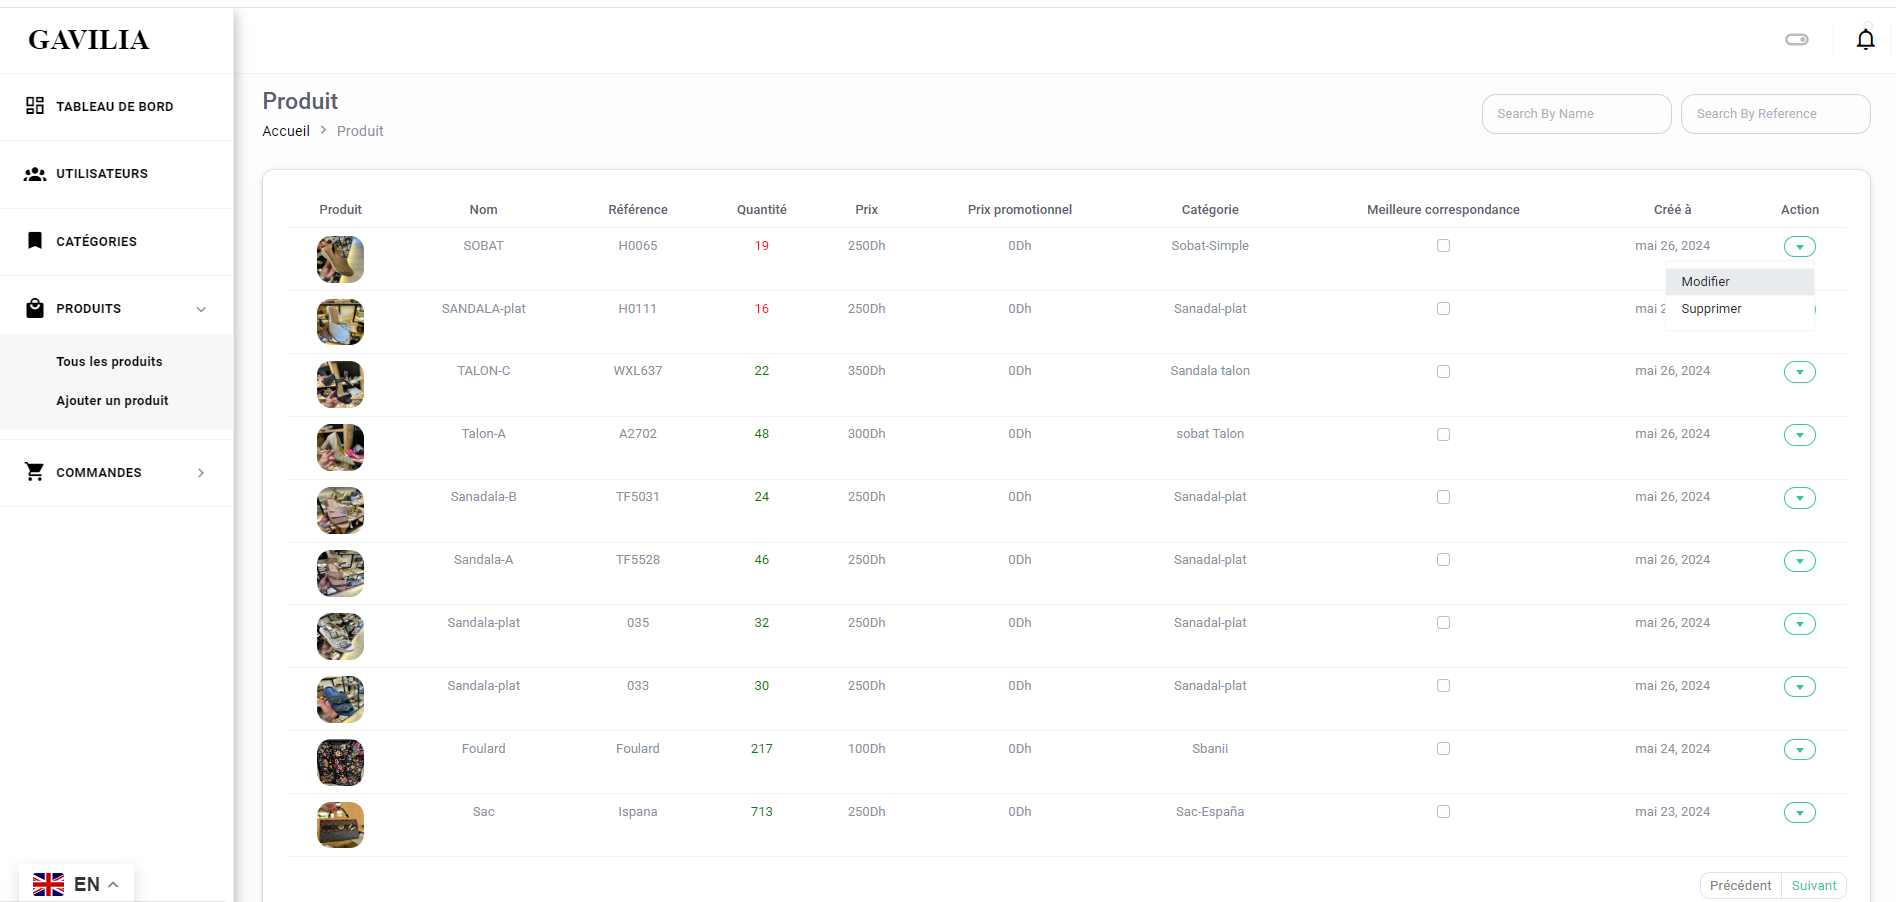 GAVILIA
TABLEAU DE BORD
UTILISATEURS
CATÉGORIES
PRODUITS
Tous les produits
Ajouter un produit
COMMANDES
EN
Produit
Accueil > Produit
Search By Name
Search By Reference
Produit Nom Référence Quantité Prix Prix promotionnel Catégorie Meilleure correspondance Créé à Action
SOBAT H0065 19 250Dh 0Dh Sobat-Simple mai 26, 2024
Modifier
SANDALA-plat H0111 16 250Dh 0Dh Sanadal-plat mai 2
Supprimer
TALON-C WXL637 22 350Dh 0Dh Sandala talon mai 26, 2024
Talon-A A2702 48 300Dh 0Dh sobat Talon mai 26, 2024
Sanadala-B TF5031 24 250Dh 0Dh Sanadal-plat mai 26, 2024
Sandala-A TF5528 46 250Dh 0Dh Sanadal-plat mai 26, 2024
Sandala-plat 035 32 250Dh 0Dh Sanadal-plat mai 26, 2024
Sandala-plat 033 30 250Dh 0Dh Sanadal-plat mai 26, 2024
Foulard Foulard 217 100Dh 0Dh Sbanii mai 24, 2024
Sac Ispana 713 250Dh 0Dh Sac-España mai 23, 2024
Précédent Suivant